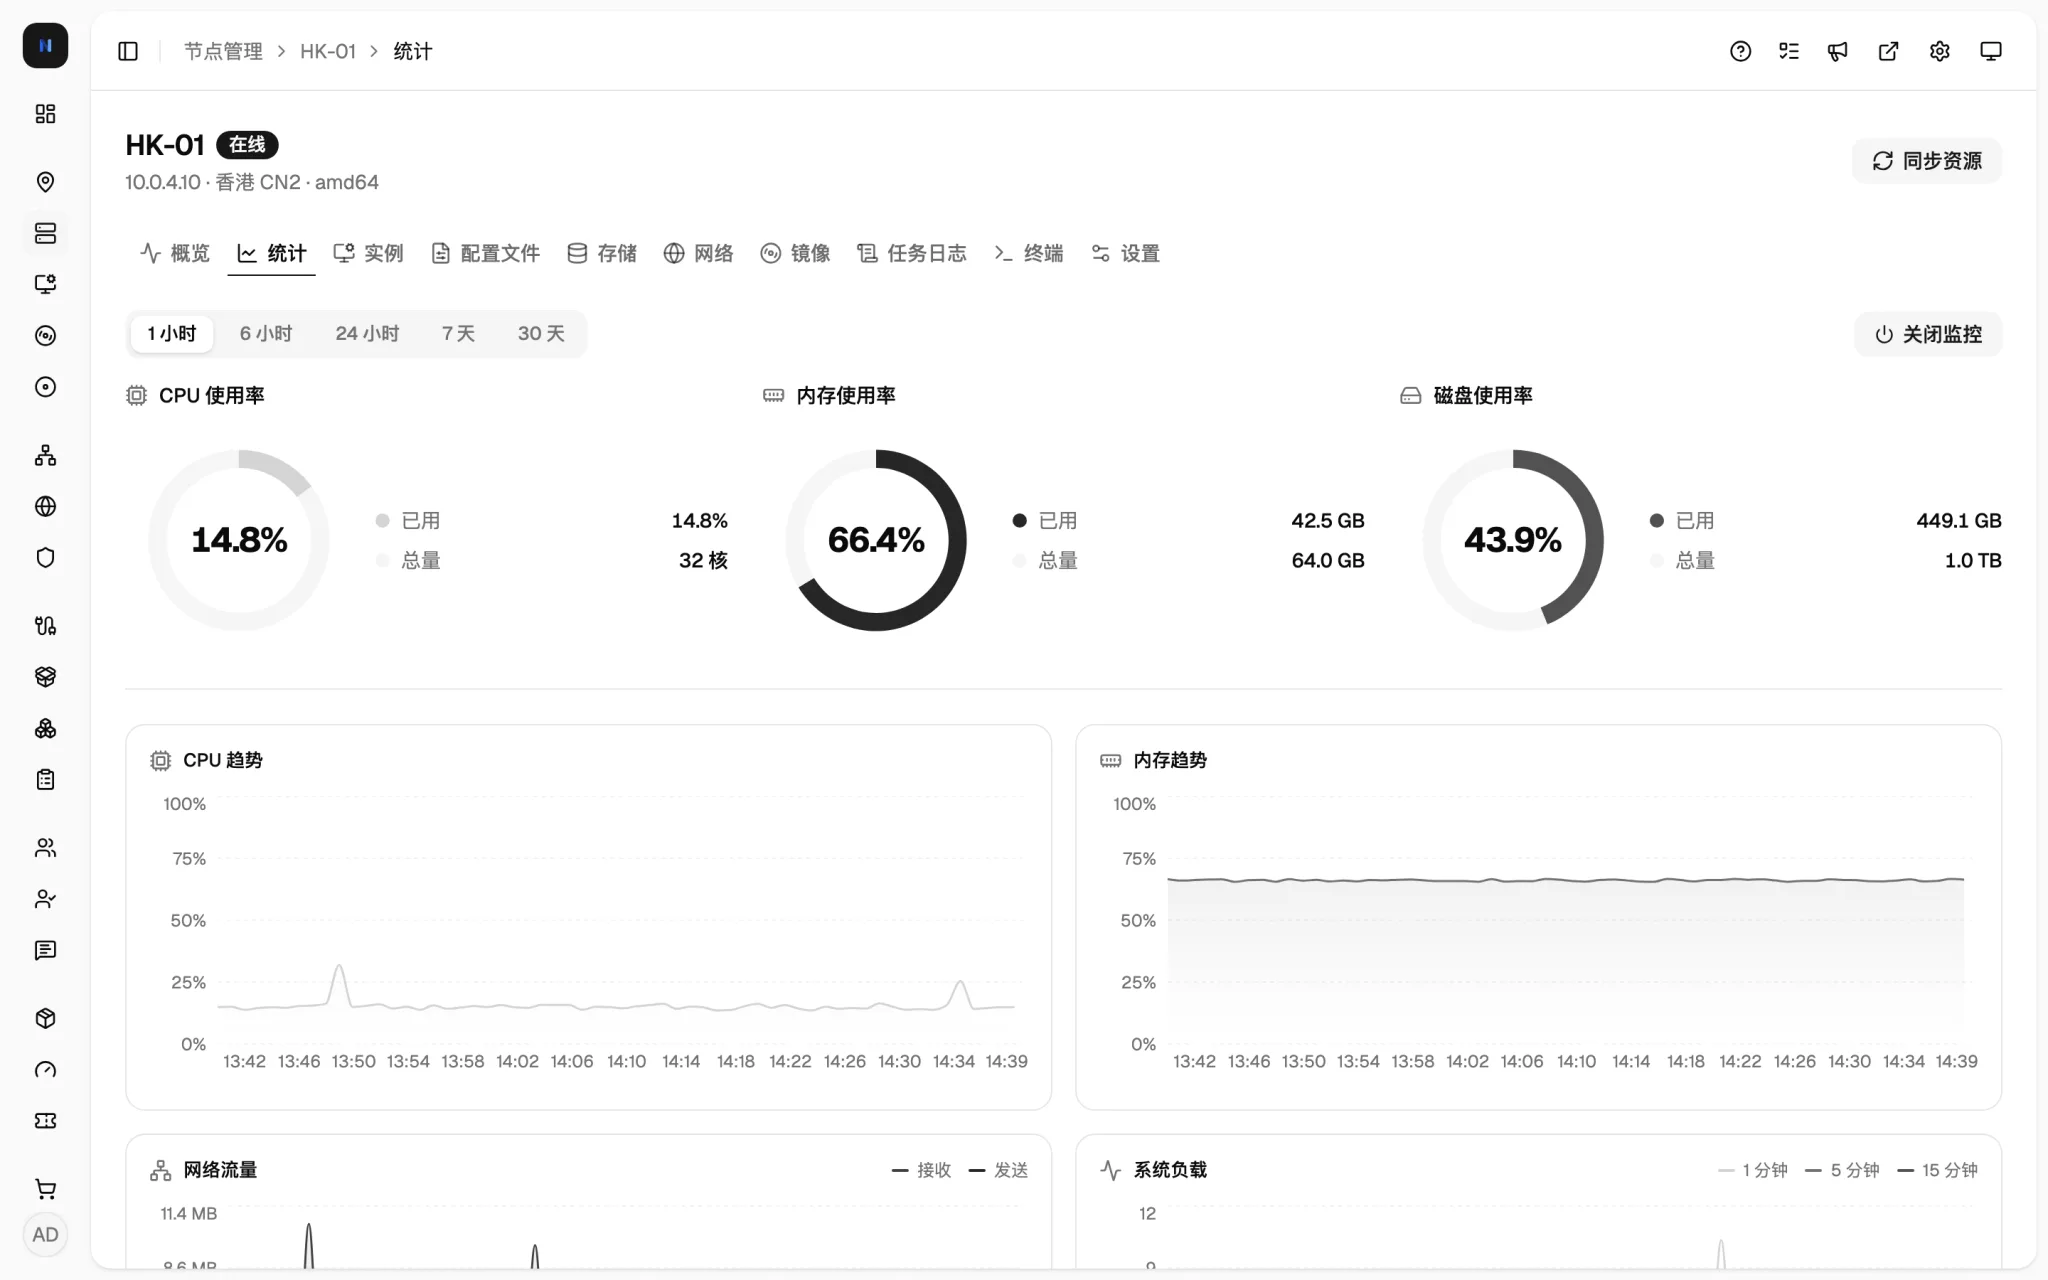 N
节点管理 > HK-01 > 统计
HK-01 在线
10.0.4.10 · 香港 CN2 · amd64
同步资源
概览 统计 实例 配置文件 存储 网络 镜像 任务日志 终端 设置
1 小时 6 小时 24 小时 7 天 30 天
关闭监控
CPU 使用率
14.8%
已用 14.8%
总量 32 核
内存使用率
66.4%
已用 42.5 GB
总量 64.0 GB
磁盘使用率
43.9%
已用 449.1 GB
总量 1.0 TB
CPU 趋势
100%
75%
50%
25%
0%
13:42 13:46 13:50 13:54 13:58 14:02 14:06 14:10 14:14 14:18 14:22 14:26 14:30 14:34 14:39
内存趋势
100%
75%
50%
25%
0%
13:42 13:46 13:50 13:54 13:58 14:02 14:06 14:10 14:14 14:18 14:22 14:26 14:30 14:34 14:39
网络流量
接收 发送
11.4 MB
8.6 MB
系统负载
1 分钟 5 分钟 15 分钟
12
9
AD